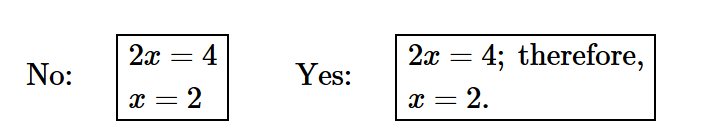 No:
2x = 4
x = 2
Yes:
2x = 4; therefore,
x = 2.